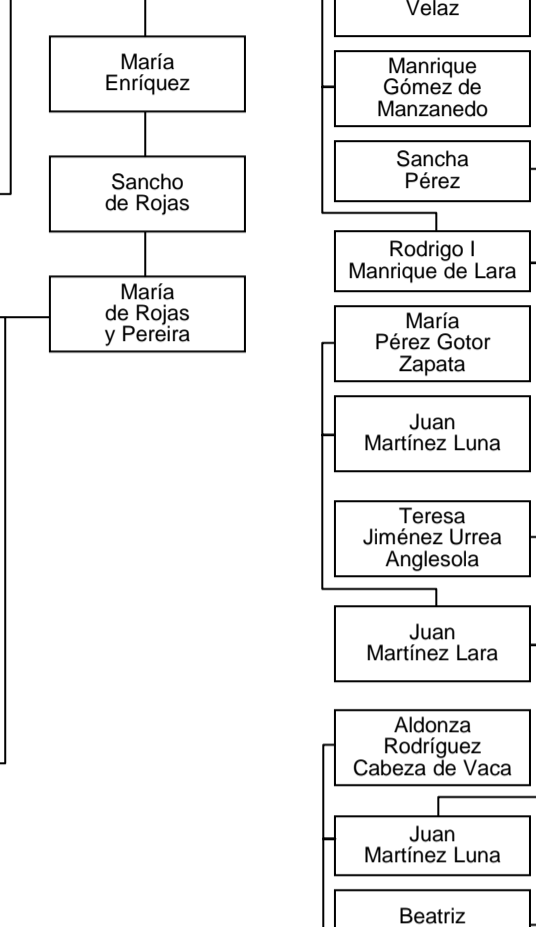 María
Enríquez
Sancho
de Rojas
María
de Rojas
y Pereira
Velaz
Manrique
Gómez de
Manzanedo
Sancha
Pérez
Rodrigo I
Manrique de Lara
María
Pérez Gotor
Zapata
Juan
Martínez Luna
Teresa
Jiménez Urrea
Anglesola
Juan
Martínez Lara
Aldonza
Rodríguez
Cabeza de Vaca
Juan
Martínez Luna
Beatriz